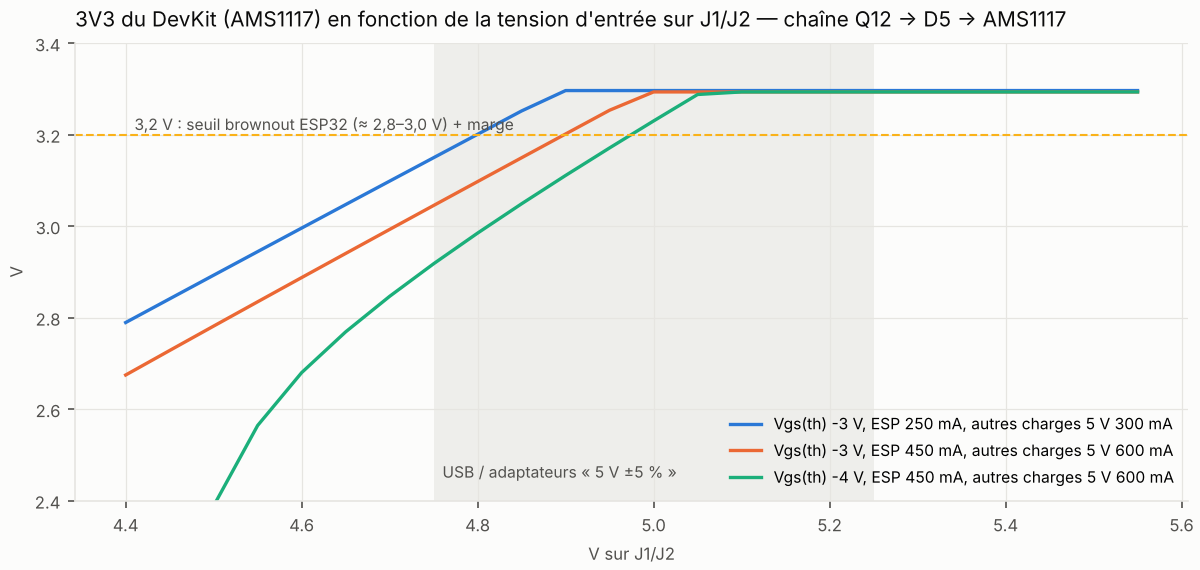 3V3 du DevKit (AMS1117) en fonction de la tension d'entrée sur J1/J2 — chaîne Q12 → D5 → AMS1117
3.4
3,2 V : seuil brownout ESP32 (≈ 2,8–3,0 V) + marge
3.2
3.0
V
2.8
2.6
Vgs(th) -3 V, ESP 250 mA, autres charges 5 V 300 mA
Vgs(th) -3 V, ESP 450 mA, autres charges 5 V 600 mA
USB / adaptateurs « 5 V ±5 % »
Vgs(th) -4 V, ESP 450 mA, autres charges 5 V 600 mA
2.4
4.4 4.6 4.8 5.0 5.2 5.4 5.6
V sur J1/J2